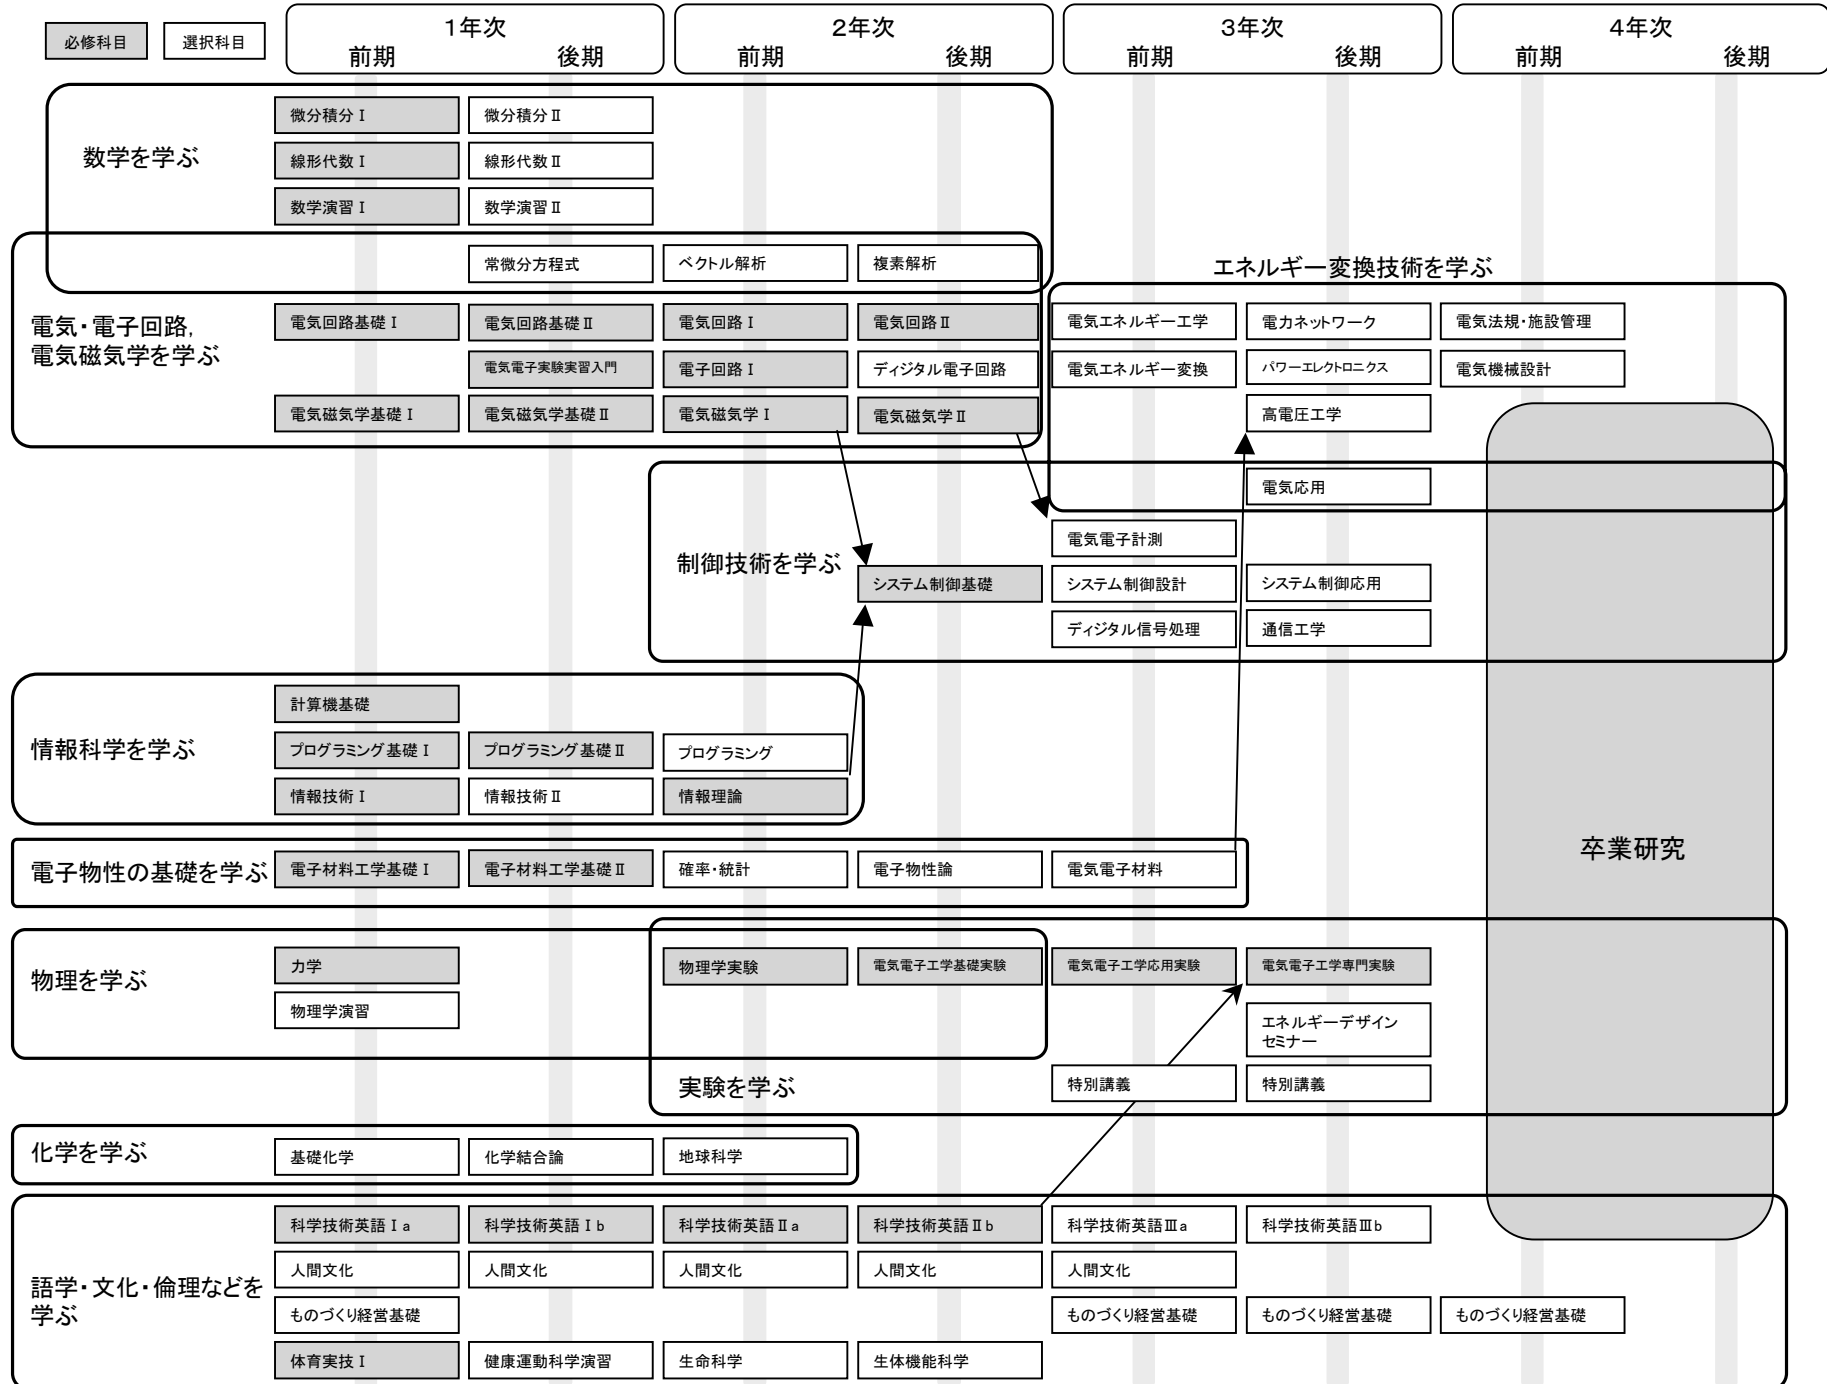 必修科目 選択科目
1年次 2年次 3年次 4年次
前期 後期 前期 後期 前期 後期 前期 後期
数学を学ぶ
微分積分Ⅰ 微分積分Ⅱ
線形代数Ⅰ 線形代数Ⅱ
数学演習Ⅰ 数学演習Ⅱ
常微分方程式 ベクトル解析 複素解析
エネルギー変換技術を学ぶ
電気・電子回路,
電気磁気学を学ぶ
電気回路基礎Ⅰ 電気回路基礎Ⅱ 電気回路Ⅰ 電気回路Ⅱ 電気エネルギー工学 電力ネットワーク 電気法規・施設管理
電気電子実験実習入門 電子回路Ⅰ ディジタル電子回路 電気エネルギー変換 パワーエレクトロニクス 電気機械設計
電気磁気学基礎Ⅰ 電気磁気学基礎Ⅱ 電気磁気学Ⅰ 電気磁気学Ⅱ 高電圧工学
電気応用
制御技術を学ぶ
電気電子計測
システム制御基礎 システム制御設計 システム制御応用
ディジタル信号処理 通信工学
情報科学を学ぶ
計算機基礎
プログラミング基礎Ⅰ プログラミング基礎Ⅱ プログラミング
情報技術Ⅰ 情報技術Ⅱ 情報理論
卒業研究
電子物性の基礎を学ぶ
電子材料工学基礎Ⅰ 電子材料工学基礎Ⅱ 確率・統計 電子物性論 電気電子材料
物理を学ぶ
力学 物理学実験 電気電子工学基礎実験 電気電子工学応用実験 電気電子工学専門実験
物理学演習
エネルギーデザイン
セミナー
実験を学ぶ
特別講義 特別講義
化学を学ぶ
基礎化学 化学結合論 地球科学
語学・文化・倫理などを
学ぶ
科学技術英語Ⅰa 科学技術英語Ⅰb 科学技術英語Ⅱa 科学技術英語Ⅱb 科学技術英語Ⅲa 科学技術英語Ⅲb
人間文化 人間文化 人間文化 人間文化 人間文化
ものづくり経営基礎 ものづくり経営基礎 ものづくり経営基礎 ものづくり経営基礎
体育実技Ⅰ 健康運動科学演習 生命科学 生体機能科学